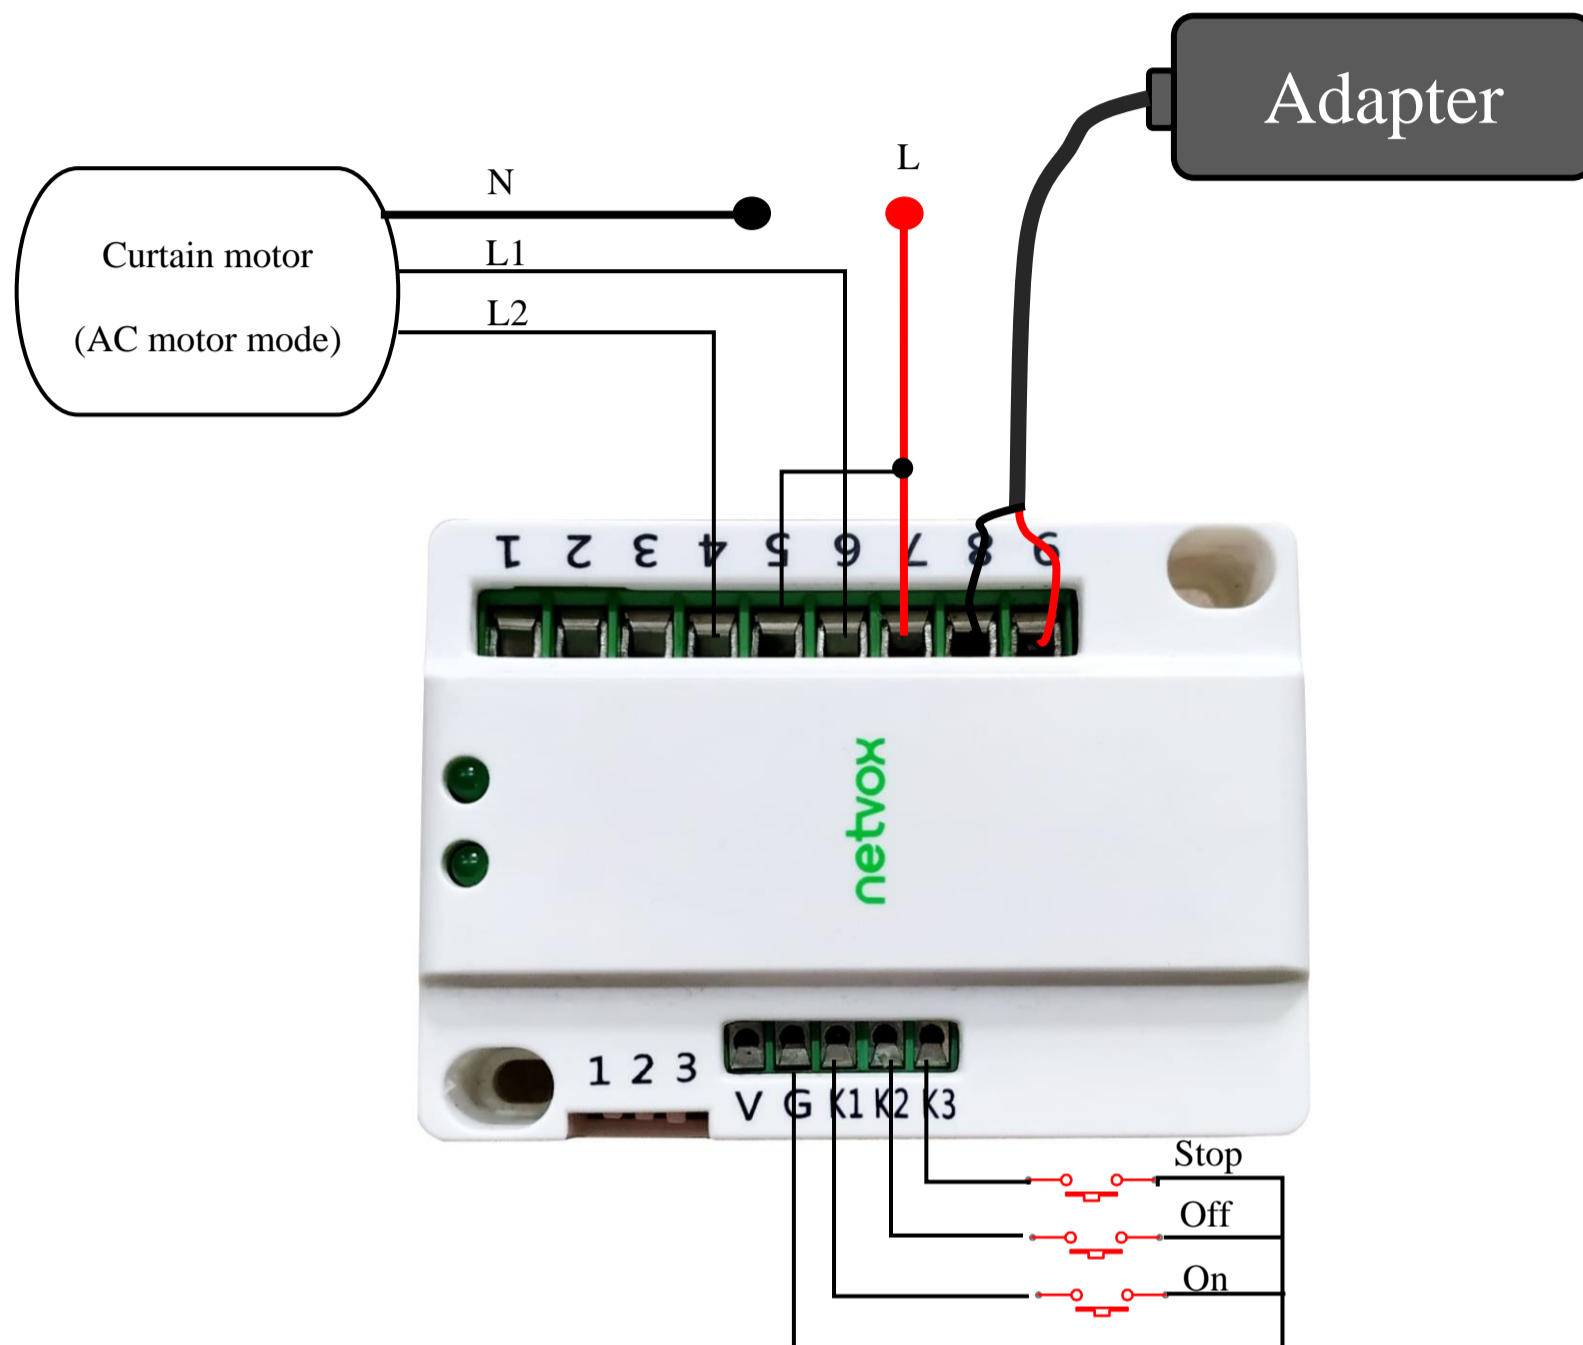 Adapter
N
L
Curtain motor
L1
(AC motor mode)
L2
1 2 3 4 5 6 7 8 9
netvox
1 2 3
V G K1 K2 K3
Stop
Off
On